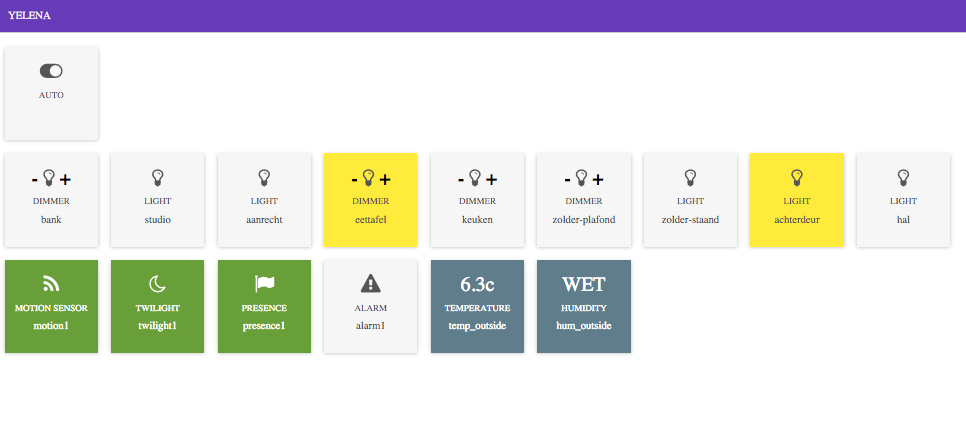 YELENA
AUTO
- +
DIMMER
bank
LIGHT
studio
LIGHT
aanrecht
- +
DIMMER
eettafel
- +
DIMMER
keuken
- +
DIMMER
zolder-plafond
LIGHT
zolder-staand
LIGHT
achterdeur
LIGHT
hal
MOTION SENSOR
motion1
TWILIGHT
twilight1
PRESENCE
presence1
ALARM
alarm1
6.3c
TEMPERATURE
temp_outside
WET
HUMIDITY
hum_outside